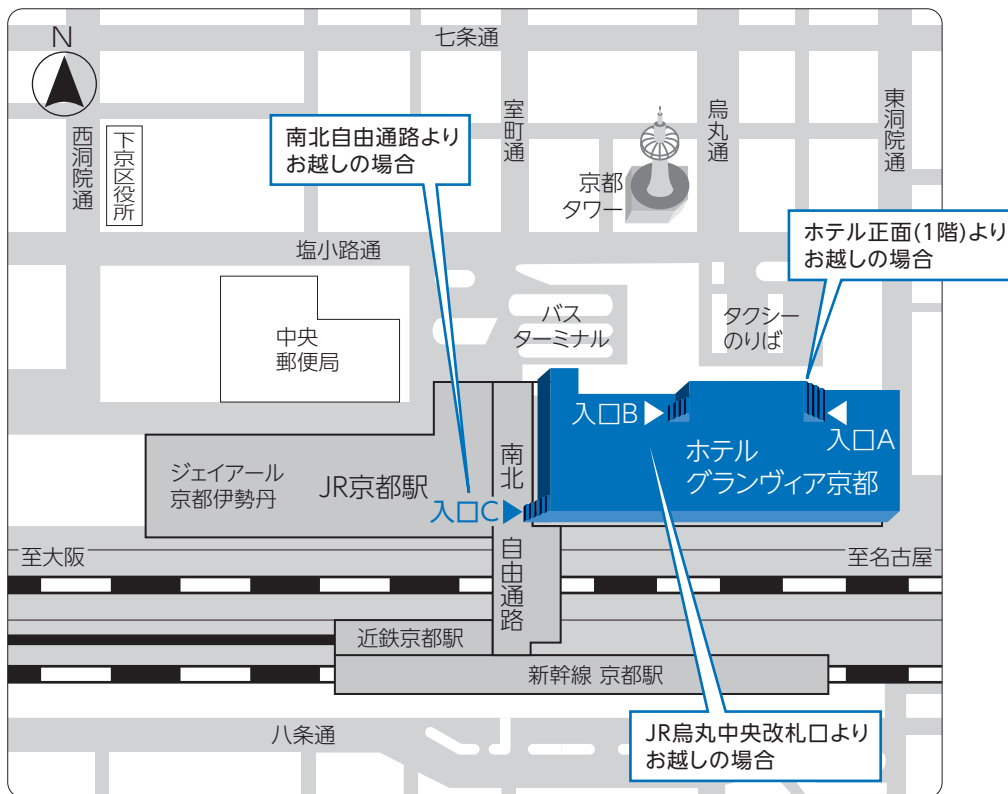 N
七条通
西洞院通
下京区役所
室町通
烏丸通
東洞院通
南北自由通路より
お越しの場合
京都
タワー
ホテル正面(1階)より
お越しの場合
塩小路通
中央
郵便局
バス
ターミナル
タクシー
のりば
入口B
入口A
ホテル
グランヴィア京都
ジェイアール
京都伊勢丹
JR京都駅
南北自由通路
入口C
至大阪
至名古屋
近鉄京都駅
新幹線 京都駅
八条通
JR烏丸中央改札口より
お越しの場合